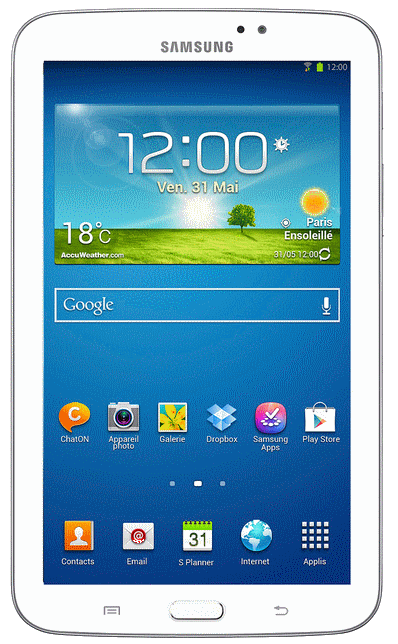 SAMSUNG
12:00
12:00
Ven. 31 Mai
18°C
Paris
Ensoleillé
AccuWeather.com
31/05 12:00
Google
ChatON
Appareil
photo
Galerie
Dropbox
Samsung
Apps
Play Store
31
Contacts
Email
S Planner
Internet
Applis